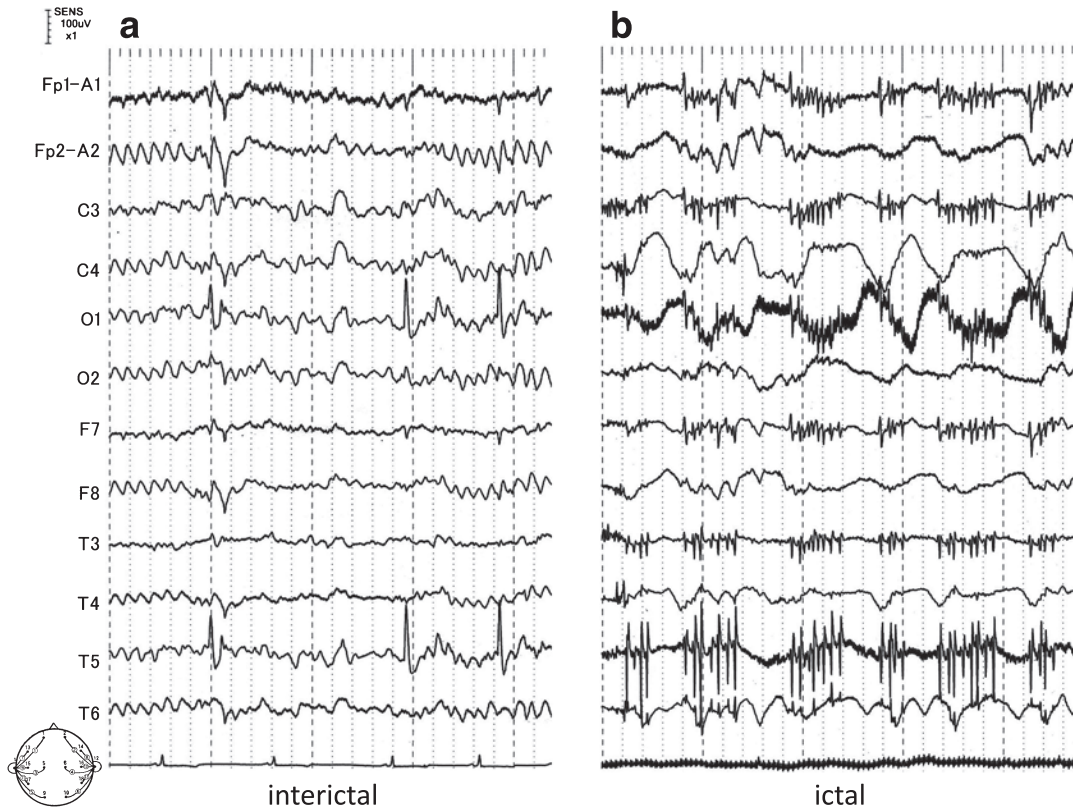 SENS
100uV
x1
a
b
Fp1-A1
Fp2-A2
C3
C4
O1
O2
F7
F8
T3
T4
T5
T6
interictal
ictal